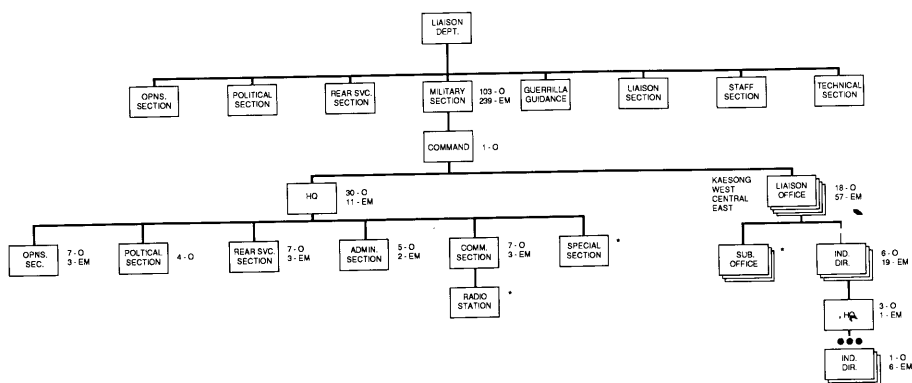 LIAISON
DEPT.
OPNS.
SECTION
POLITICAL
SECTION
REAR SVC.
SECTION
MILITARY
SECTION
103 - O
239 - EM
GUERRILLA
GUIDANCE
LIAISON
SECTION
STAFF
SECTION
TECHNICAL
SECTION
COMMAND
1 - O
HQ
30 - O
11 - EM
KAESONG
WEST
CENTRAL
EAST
LIAISON
OFFICE
18 - O
57 - EM
OPNS.
SEC.
7 - O
3 - EM
POLTICAL
SECTION
4 - O
REAR SVC.
SECTION
7 - O
3 - EM
ADMIN.
SECTION
5 - O
2 - EM
COMM.
SECTION
7 - O
3 - EM
SPECIAL
SECTION
*
RADIO
STATION
*
SUB.
OFFICE
*
IND.
DIR.
6 - O
19 - EM
HQ
3 - O
1 - EM
IND.
DIR.
1 - O
6 - EM